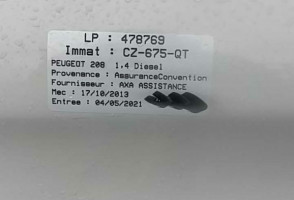 LP : 478769
Immat : CZ-675-QT
PEUGEOT 208 1.4 Diesel
Provenance : AssuranceConvention
Fournisseur : AXA ASSISTANCE
Mec : 17/10/2013
Entree : 04/05/2021